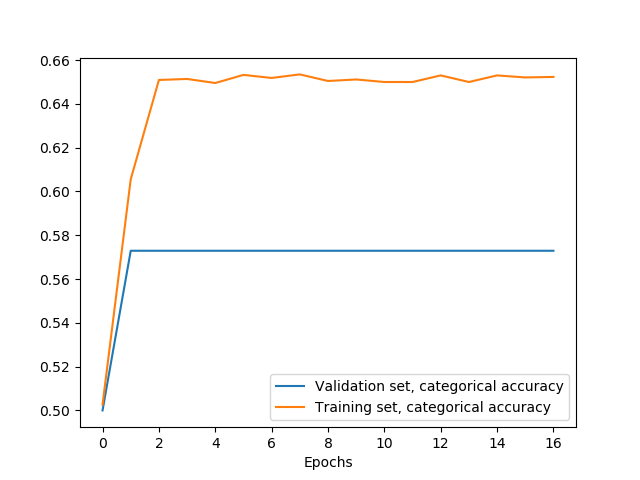 0.66
0.64
0.62
0.60
0.58
0.56
0.54
0.52
0.50
Validation set, categorical accuracy
Training set, categorical accuracy
0 2 4 6 8 10 12 14 16
Epochs